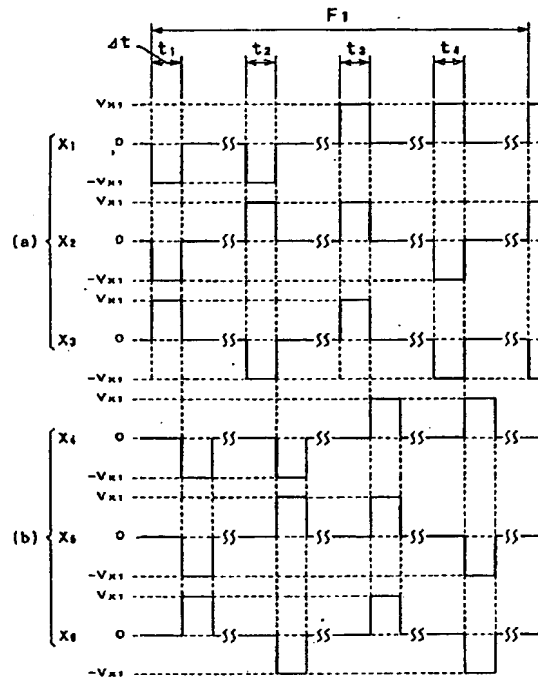 F1
Δt t1 t2 t3 t4
Vx1
X1 0
-Vx1
Vx1
(a) X2 0
-Vx1
Vx1
X3 0
-Vx1
Vx1
X4 0
-Vx1
Vx1
(b) X5 0
-Vx1
Vx1
X6 0
-Vx1